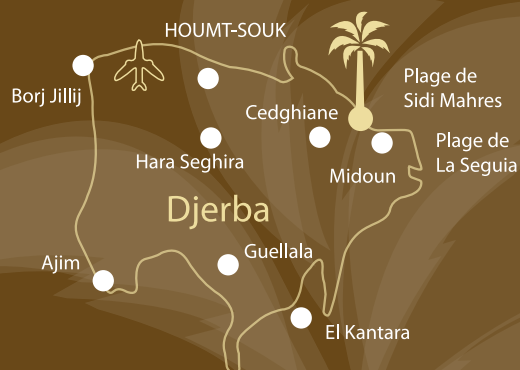 HOUMT-SOUK
Borj Jillij
Plage de
Sidi Mahres
Cedghiane
Plage de
La Seguia
Hara Seghira
Midoun
Djerba
Guellala
Ajim
El Kantara